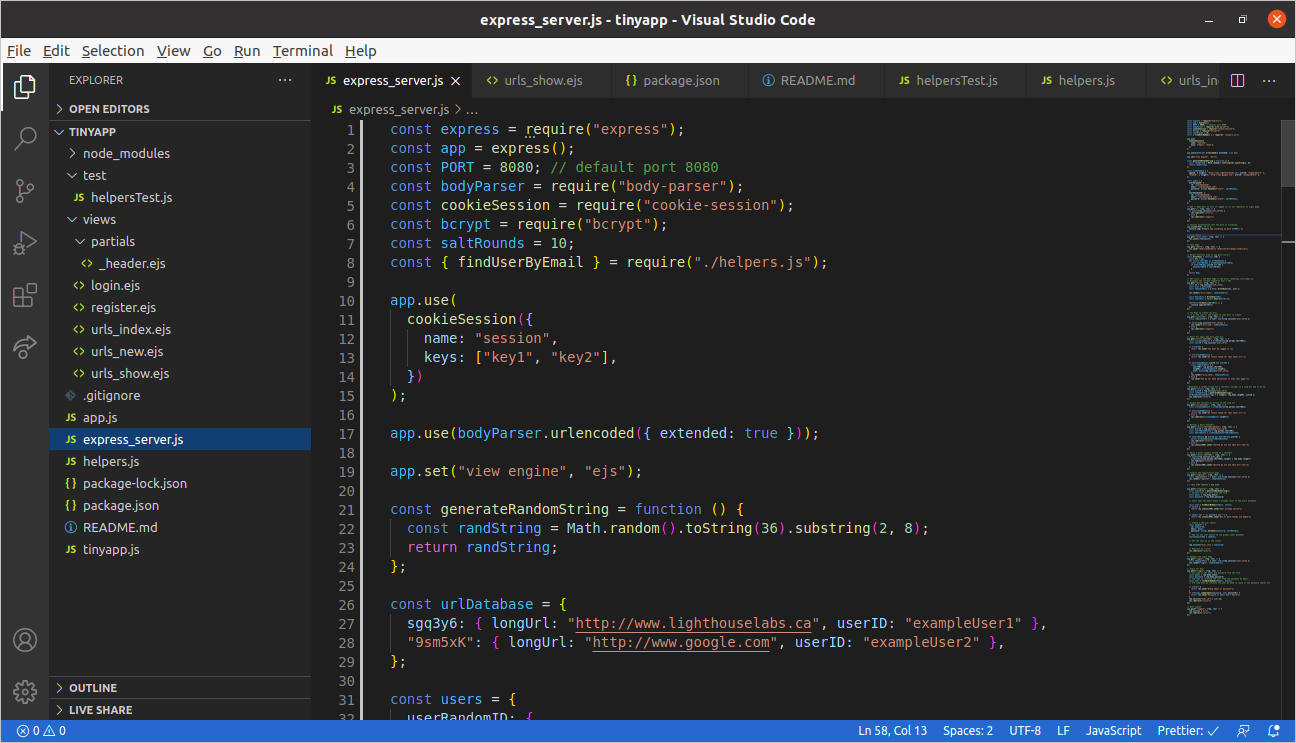 express_server.js - tinyapp - Visual Studio Code
File Edit Selection View Go Run Terminal Help
EXPLORER
OPEN EDITORS
TINYAPP
node_modules
test
JS helpersTest.js
views
partials
<> _header.ejs
<> login.ejs
<> register.ejs
<> urls_index.ejs
<> urls_new.ejs
<> urls_show.ejs
.gitignore
JS app.js
JS express_server.js
JS helpers.js
{} package-lock.json
{} package.json
README.md
JS tinyapp.js
OUTLINE
LIVE SHARE
JS express_server.js <> urls_show.ejs {} package.json README.md JS helpersTest.js JS helpers.js <> urls_in
JS express_server.js > ...
1 const express = require("express");
2 const app = express();
3 const PORT = 8080; // default port 8080
4 const bodyParser = require("body-parser");
5 const cookieSession = require("cookie-session");
6 const bcrypt = require("bcrypt");
7 const saltRounds = 10;
8 const { findUserByEmail } = require("./helpers.js");
9
10 app.use(
11 cookieSession({
12 name: "session",
13 keys: ["key1", "key2"],
14 })
15 );
16
17 app.use(bodyParser.urlencoded({ extended: true }));
18
19 app.set("view engine", "ejs");
20
21 const generateRandomString = function () {
22 const randString = Math.random().toString(36).substring(2, 8);
23 return randString;
24 };
25
26 const urlDatabase = {
27 sgq3y6: { longUrl: "http://www.lighthouselabs.ca", userID: "exampleUser1" },
28 "9sm5xK": { longUrl: "http://www.google.com", userID: "exampleUser2" },
29 };
30
31 const users = {
32 userRandomID: {
0 0 Ln 58, Col 13 Spaces: 2 UTF-8 LF JavaScript Prettier: ✓